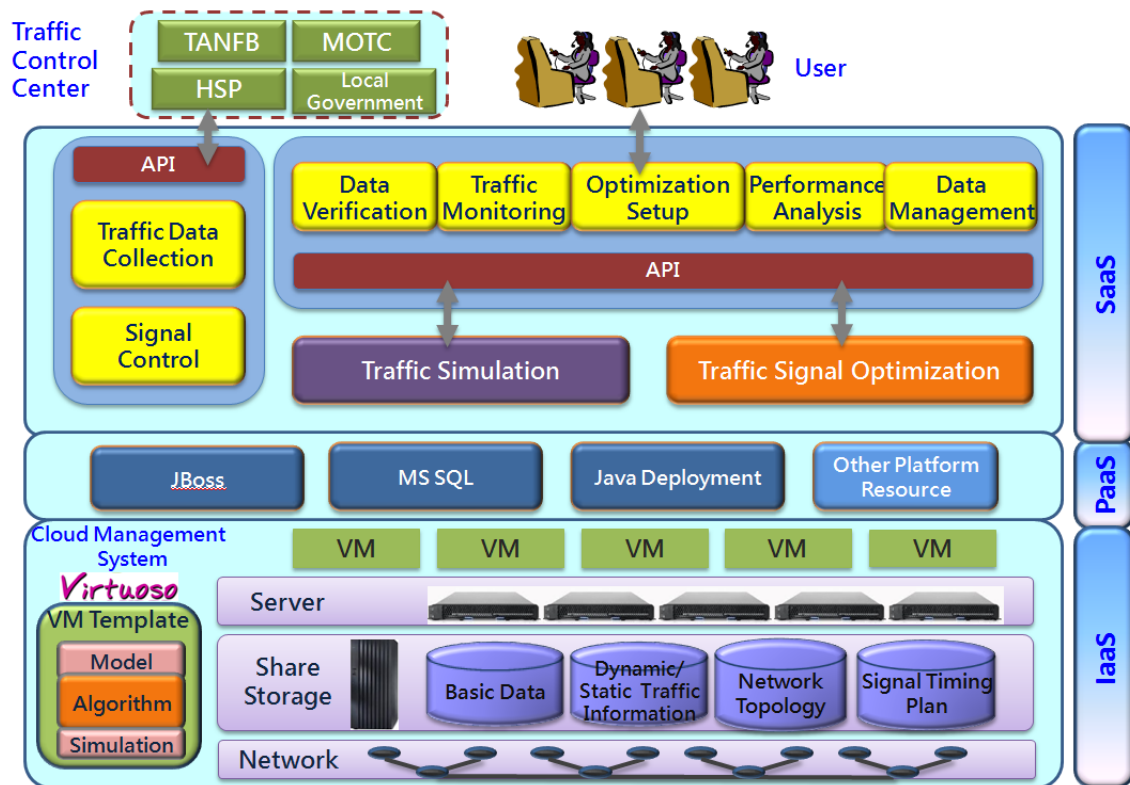 Traffic
Control
Center
TANFB
MOTC
HSP
Local
Government
User
API
Traffic Data
Collection
Signal
Control
Data
Verification
Traffic
Monitoring
Optimization
Setup
Performance
Analysis
Data
Management
API
Traffic Simulation
Traffic Signal Optimization
SaaS
JBoss
MS SQL
Java Deployment
Other Platform
Resource
PaaS
Cloud Management
System
Virtuoso
VM Template
Model
Algorithm
Simulation
VM
VM
VM
VM
VM
Server
Share
Storage
Basic Data
Dynamic/
Static Traffic
Information
Network
Topology
Signal Timing
Plan
Network
IaaS